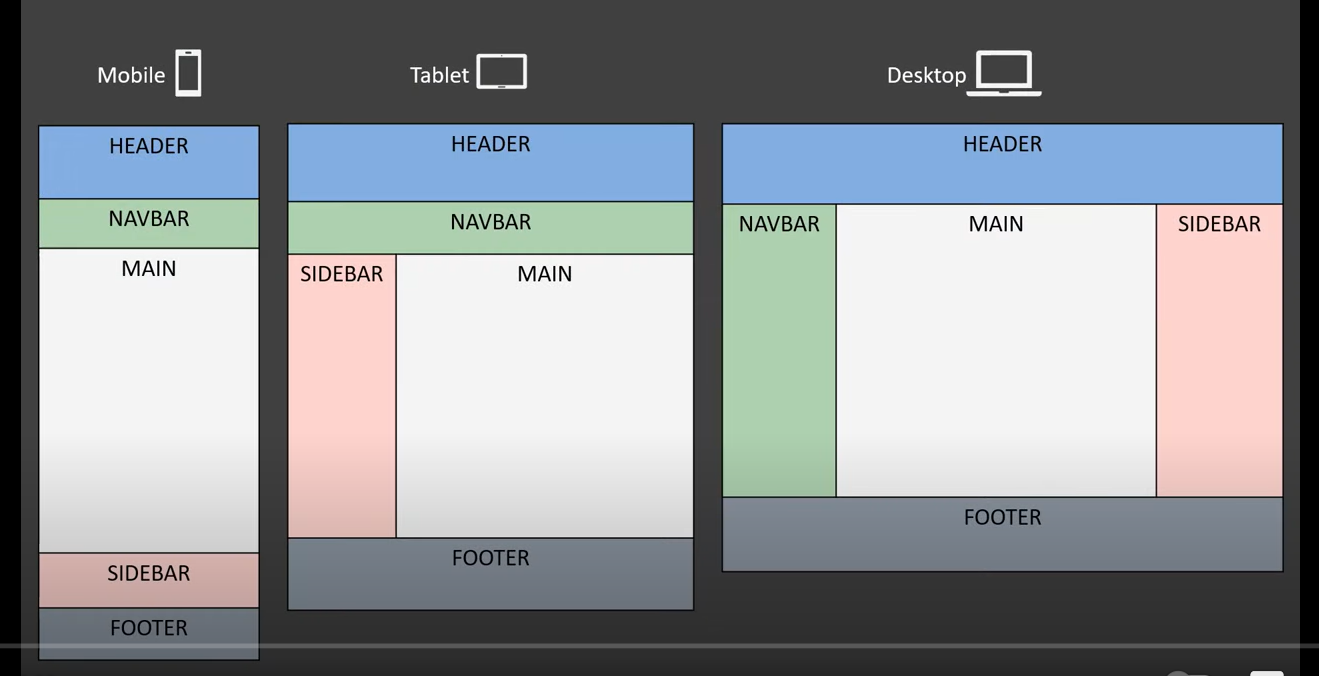 Mobile
Tablet
Desktop
HEADER
NAVBAR
MAIN
SIDEBAR
FOOTER
HEADER
NAVBAR
SIDEBAR
MAIN
FOOTER
HEADER
NAVBAR
MAIN
SIDEBAR
FOOTER